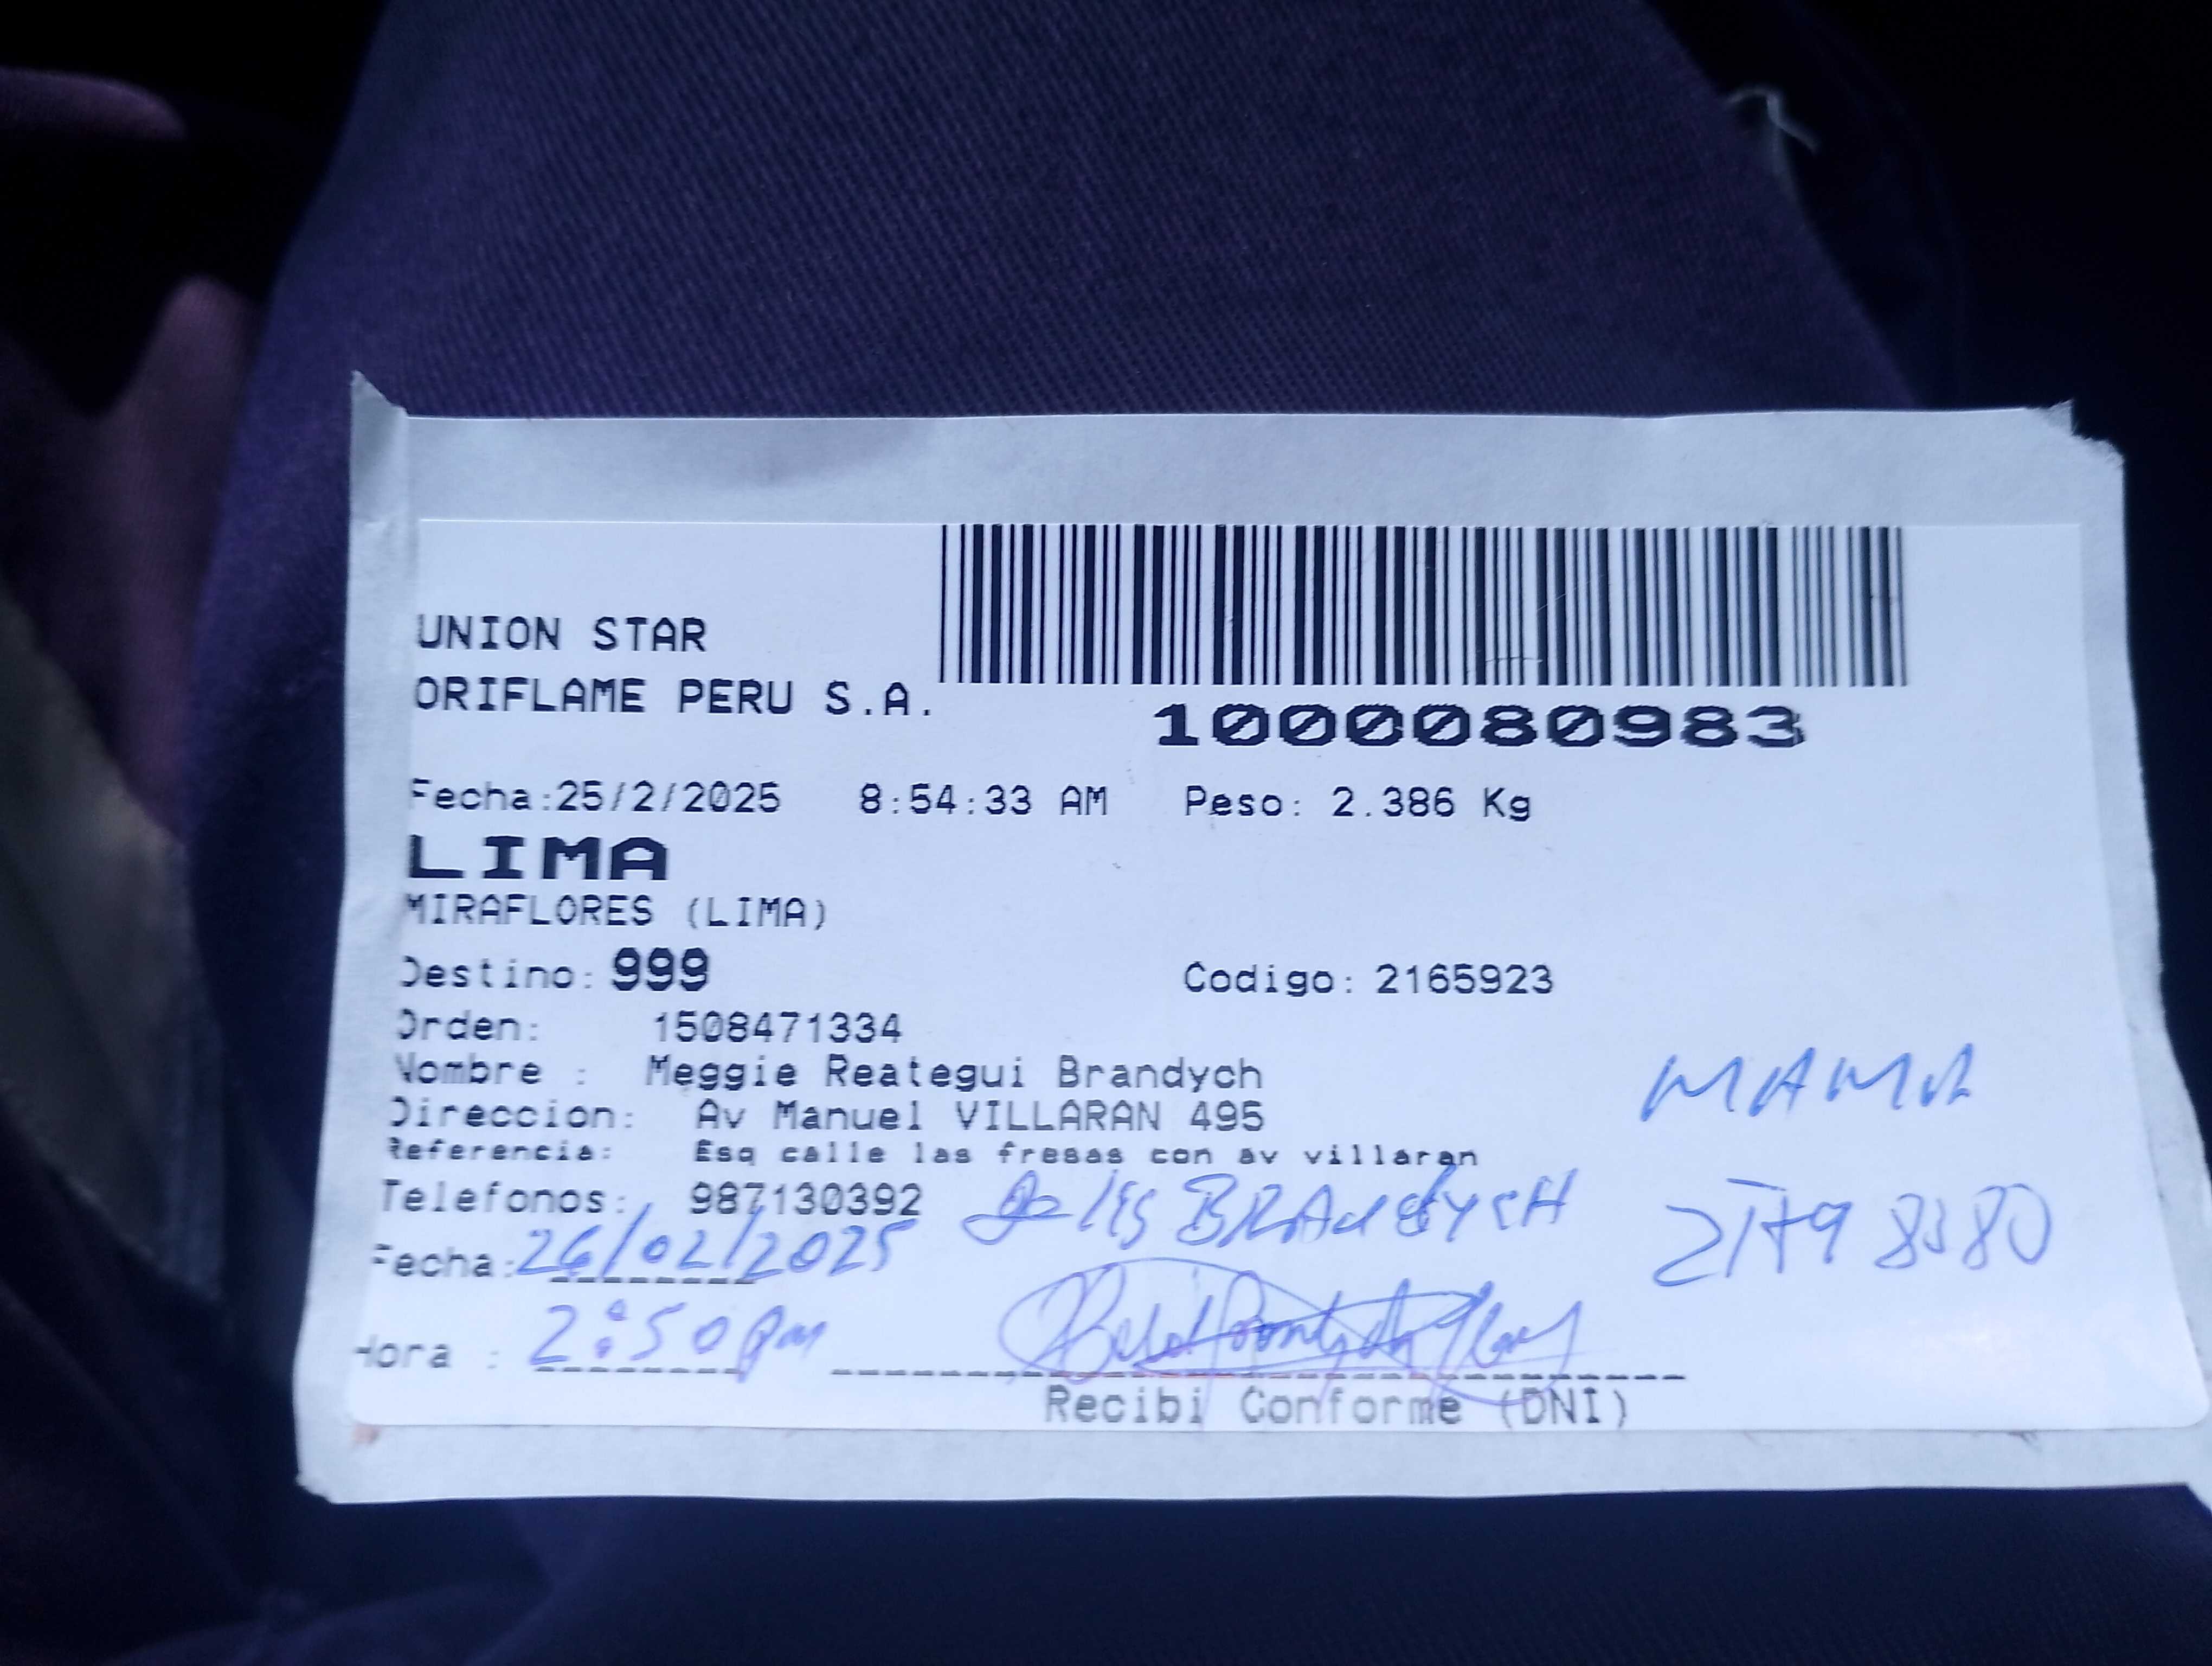 UNION STAR
ORIFLAME PERU S.A.
1000080983
Fecha:25/2/2025 8:54:33 AM Peso: 2.386 Kg
LIMA
MIRAFLORES (LIMA)
Destino: 999 Codigo: 2165923
Orden: 1508471334
Nombre : Meggie Reategui Brandych
MAMA
Direccion: Av Manuel VILLARAN 495
Referencia: Esq calle las fresas con av villaran
Telefonos: 987130392 BRANdYCH
Fecha: 26/02/2025
Hora : 2:50 pm
Recibi Conforme (DNI)